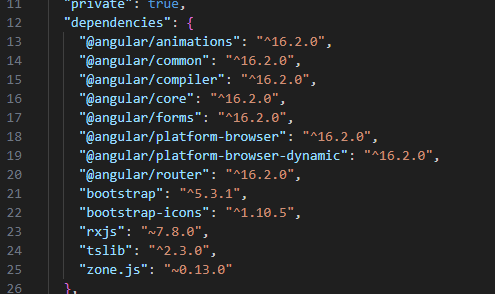 11 "private": true,
12 "dependencies": {
13 "@angular/animations": "^16.2.0",
14 "@angular/common": "^16.2.0",
15 "@angular/compiler": "^16.2.0",
16 "@angular/core": "^16.2.0",
17 "@angular/forms": "^16.2.0",
18 "@angular/platform-browser": "^16.2.0",
19 "@angular/platform-browser-dynamic": "^16.2.0",
20 "@angular/router": "^16.2.0",
21 "bootstrap": "^5.3.1",
22 "bootstrap-icons": "^1.10.5",
23 "rxjs": "~7.8.0",
24 "tslib": "^2.3.0",
25 "zone.js": "~0.13.0"
26 },